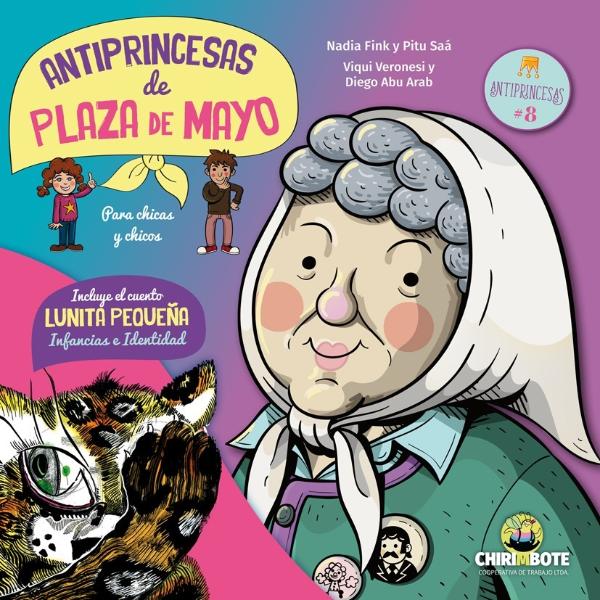 ANTIPRINCESAS
de
PLAZA DE MAYO
Para chicas
y chicos
Nadia Fink y Pitu Saá
Viqui Veronesi y
Diego Abu Arab
ANTIPRINCESAS
#8
Incluye el cuento
LUNITA PEQUEÑA
Infancias e Identidad
CHIRIMBOTE
COOPERATIVA DE TRABAJO LTDA.